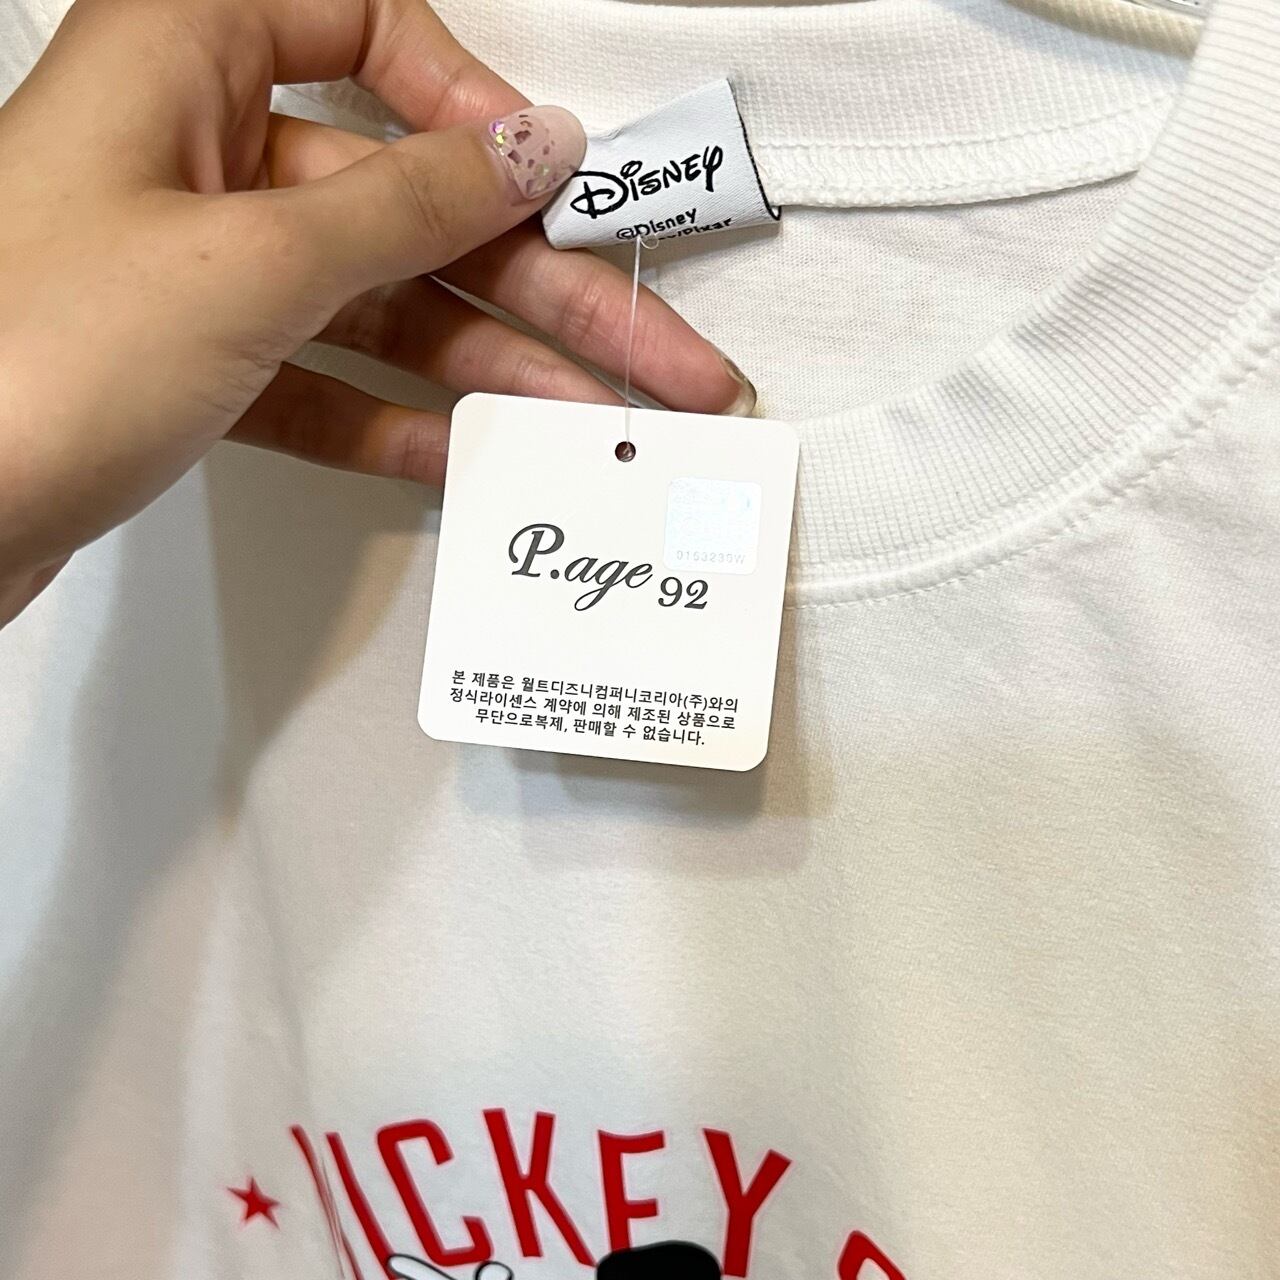 Disney
©Disney
P.age 92
0153239W
본 제품은 월트디즈니컴퍼니코리아(주)와의
정식라이센스 계약에 의해 제조된 상품으로
무단으로복제, 판매할 수 없습니다.
MICKEY